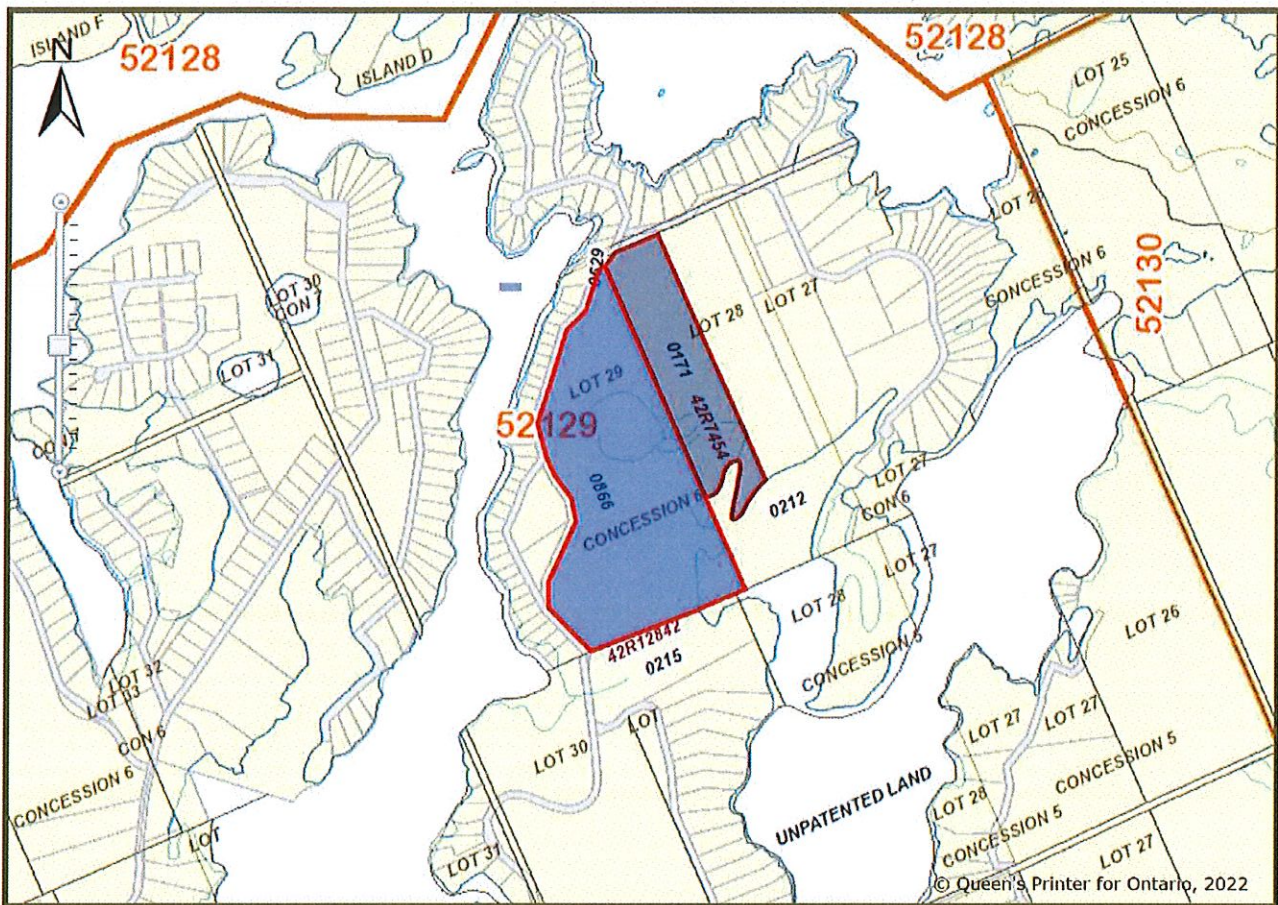 ISLAND F
N
52128
ISLAND D
52128
LOT 25
CONCESSION 6
52130
CONCESSION 6
0629
LOT 30
CON 7
LOT 31
LOT 27
LOT 28
0171
42R7454
LOT 29
52129
0866
CONCESSION 6
0212
LOT 27
CON 6
LOT 27
LOT 28
CONCESSION 5
42R12842
0215
LOT 26
LOT 32
LOT 33
CON 6
CONCESSION 6
LOT
LOT
LOT 30
LOT 31
UNPATENTED LAND
LOT 27
LOT 27
CONCESSION 5
LOT 28
CONCESSION 5
LOT 27
© Queen's Printer for Ontario, 2022